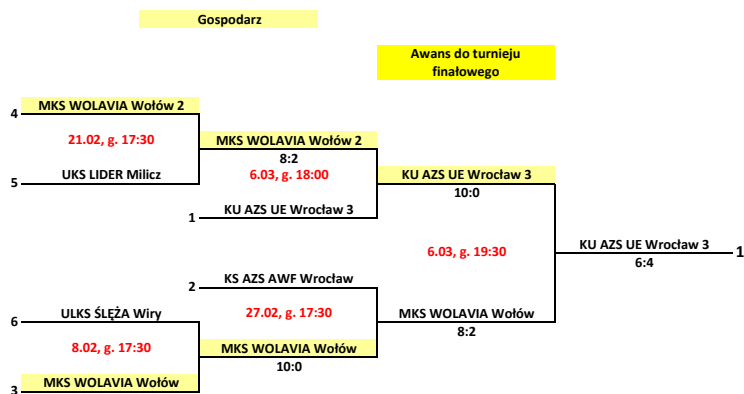 Gospodarz
Awans do turnieju
finałowego
MKS WOLAVIA Wołów 2
4
21.02, g. 17:30
MKS WOLAVIA Wołów 2
8:2
UKS LIDER Milicz
5
6.03, g. 18:00
KU AZS UE Wrocław 3
10:0
KU AZS UE Wrocław 3
1
6.03, g. 19:30
KU AZS UE Wrocław 3
6:4
1
KS AZS AWF Wrocław
2
27.02, g. 17:30
MKS WOLAVIA Wołów
8:2
ULKS ŚLĘŻA Wiry
6
8.02, g. 17:30
MKS WOLAVIA Wołów
10:0
MKS WOLAVIA Wołów
3